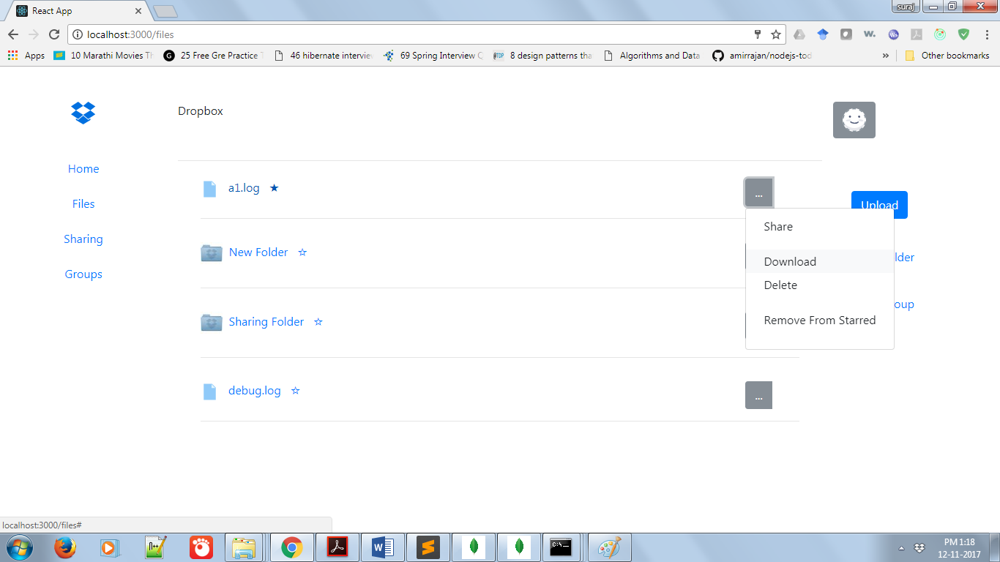 React App
suraj
localhost:3000/files
Apps
10 Marathi Movies Th
25 Free Gre Practice T
46 hibernate interview
69 Spring Interview Q
8 design patterns tha
Algorithms and Data
amirrajan/nodejs-tod
»
Other bookmarks
Dropbox
Home
Files
Sharing
Groups
a1.log ★
...
Upload
Share
Download
Delete
Remove From Starred
New Folder ☆
lder
Sharing Folder ☆
oup
debug.log ☆
...
localhost:3000/files#
PM 1:18
12-11-2017